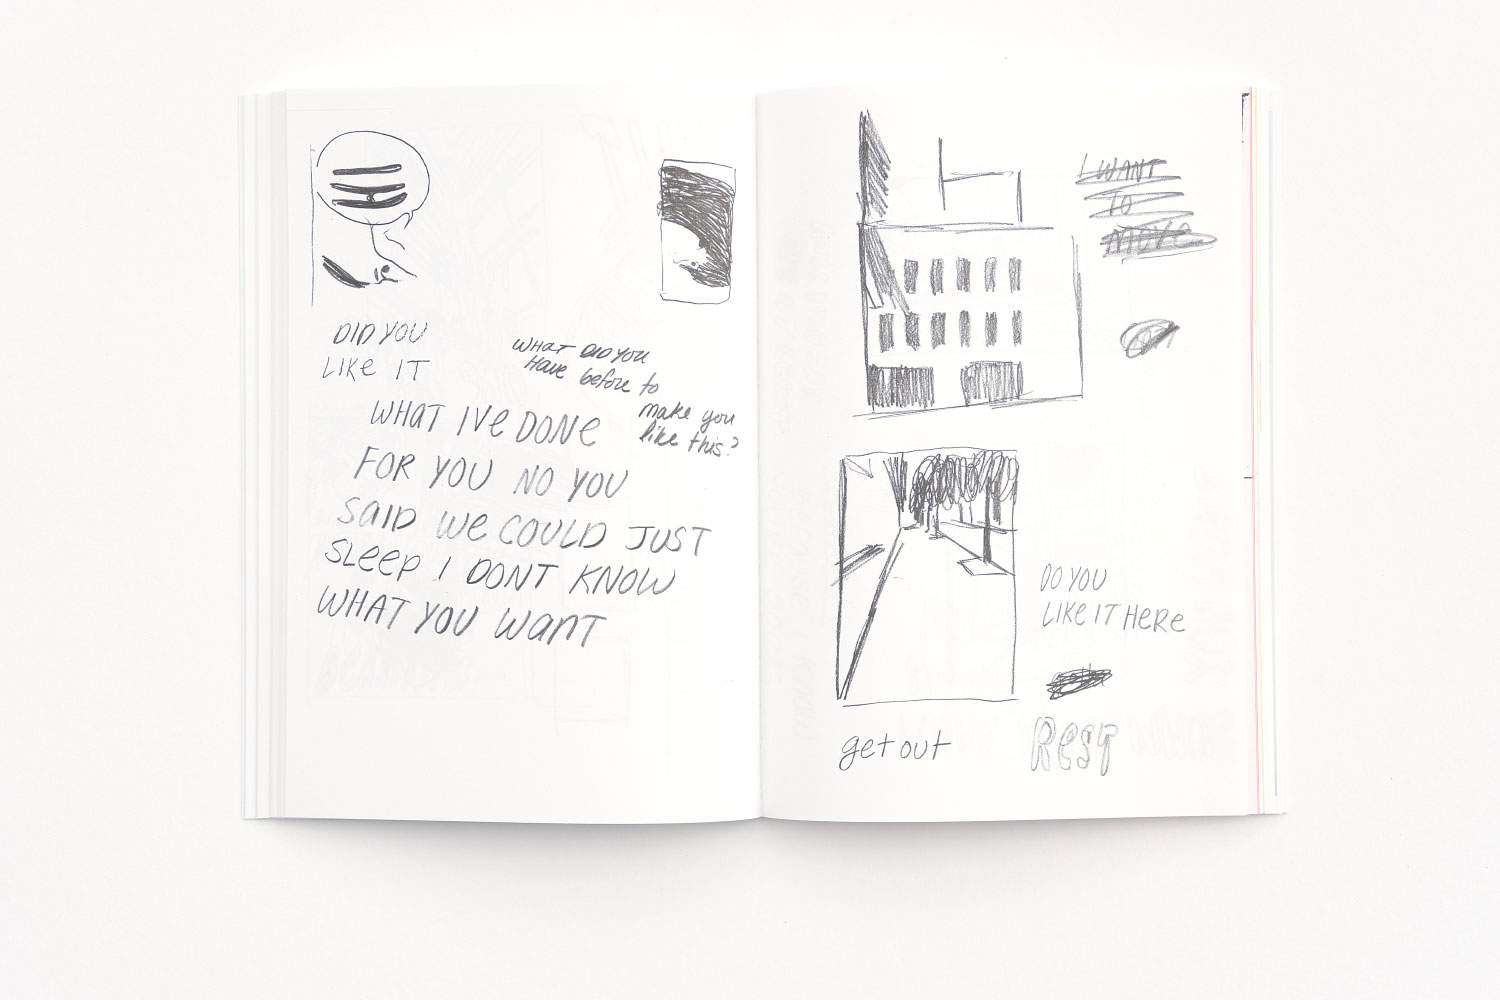 DID YOU
LIKE IT
WHAT DID YOU
HAVE before to
make you
like this?
WHAT IVE DONE
FOR YOU NO YOU
SAID WE COULD JUST
SLEEP I DONT KNOW
WHAT YOU WANT
I WANT
TO
MOVE
DO YOU
LIKE IT HERE
get out
REST